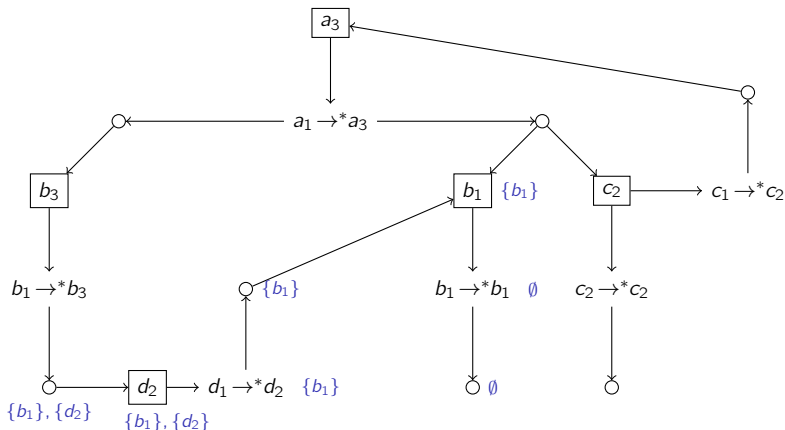 a₃
a₁ →* a₃
b₃
b₁ {b₁}
c₂
c₁ →* c₂
b₁ →* b₃
{b₁}
b₁ →* b₁ ∅
c₂ →* c₂
d₂
d₁ →* d₂ {b₁}
∅
{b₁}, {d₂}
{b₁}, {d₂}